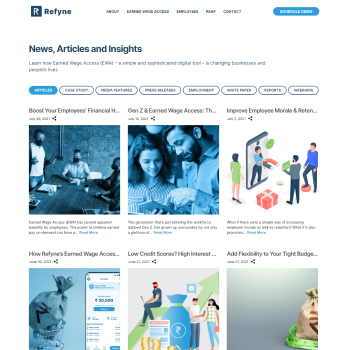 Refyne
ABOUT EARNED WAGE ACCESS EMPLOYEES REAP CONTACT
SCHEDULE DEMO
News, Articles and Insights
Learn how Earned Wage Access (EWA) - a simple and sophisticated digital tool - is changing businesses and
people's lives
ARTICLES CASE STUDY MEDIA FEATURES PRESS RELEASES EMPLOYMENT WHITE PAPER REPORTS WEBINARS
Boost Your Employees' Financial H...
Gen Z & Earned Wage Access: Th...
Improve Employee Morale & Reten...
July 20, 2021
July 13, 2021
July 5, 2021
Earned Wage Access (EWA) has several apparent
benefits for employees. The power to retrieve earned
pay on-demand can have a... Read More
The generation that's just entering the workforce,
dubbed Gen Z, has grown up surrounded by not only
a plethora of... Read More
What if there were a simple way of increasing
employee morale as well as retention? What if it also
promotes... Read More
How Refyne's Earned Wage Acces...
Low Credit Scores? High Interest ...
Add Flexibility to Your Tight Budge...
June 30, 2021
June 27, 2021
June 27, 2021
₹ 30,000